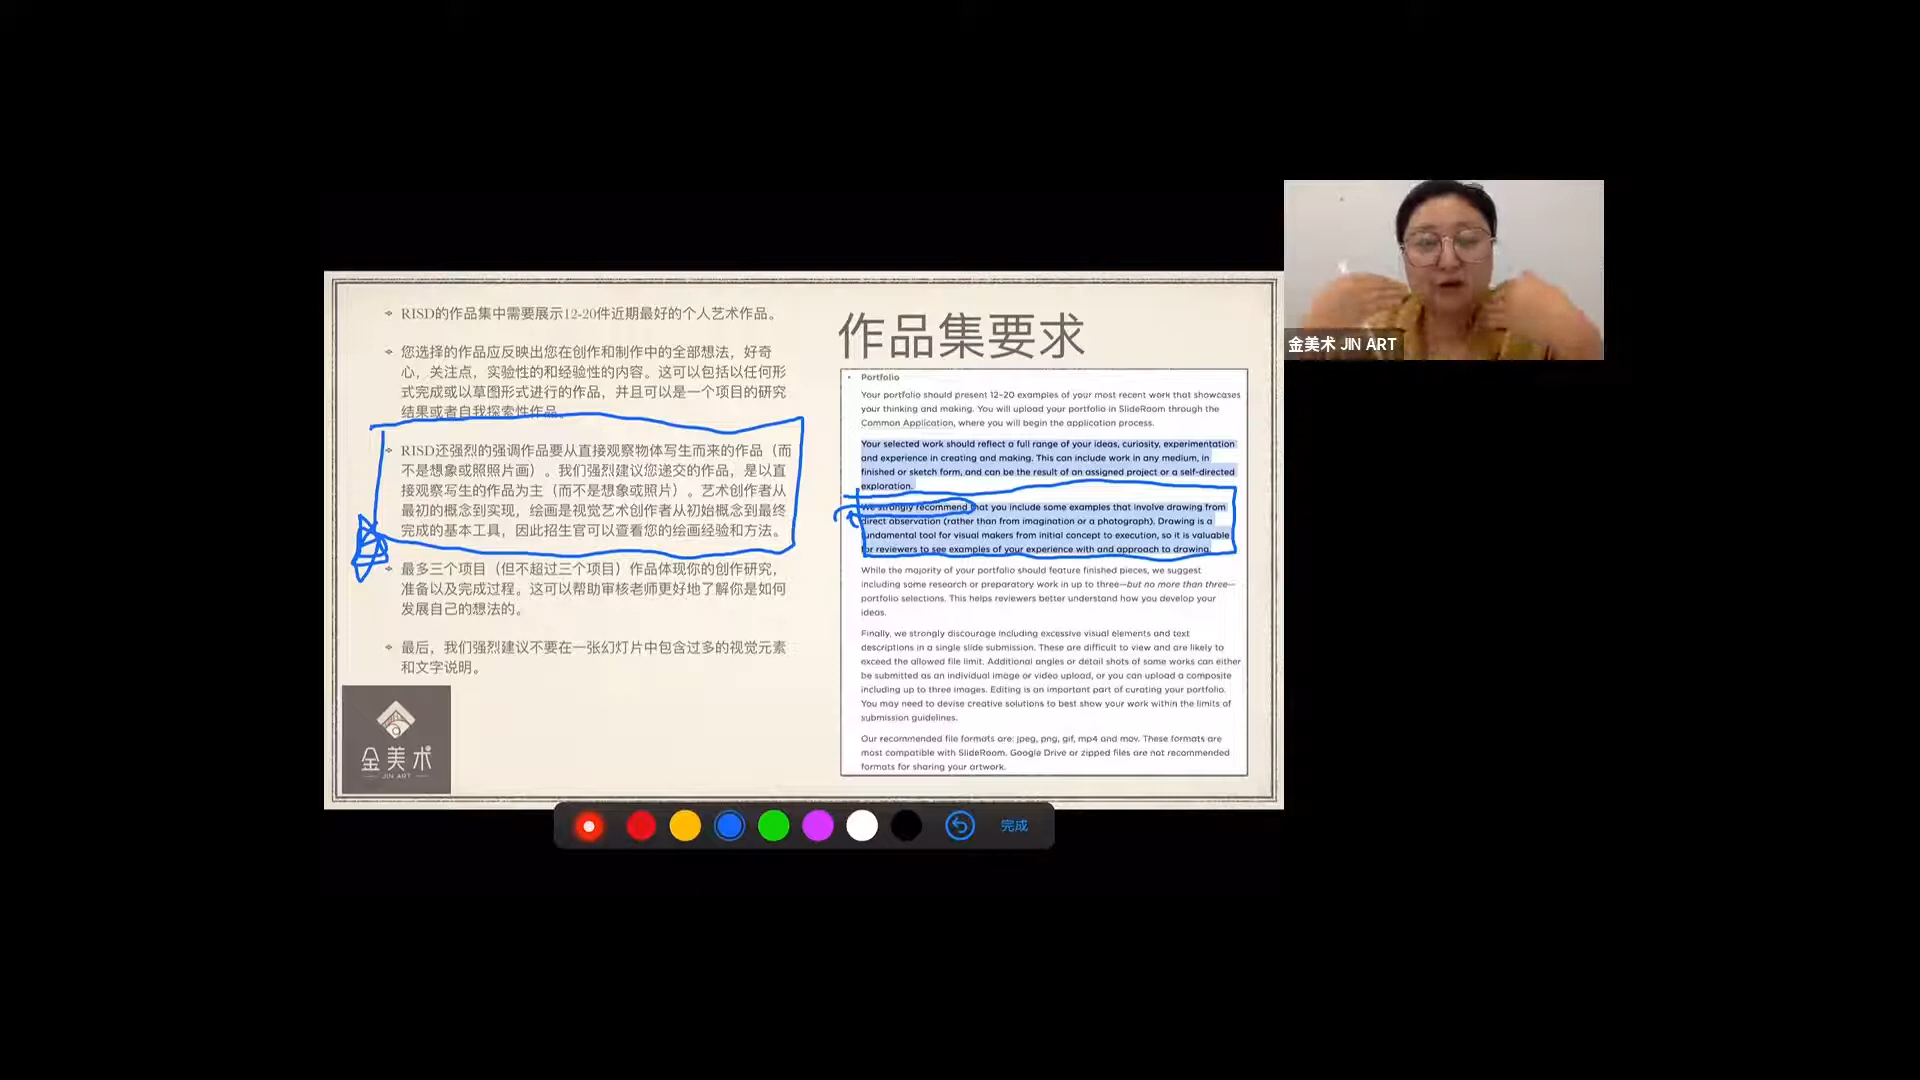 RISD的作品集中需要展示12-20件近期最好的个人艺术作品。
您选择的作品应反映出您在创作和制作中的全部想法，好奇
心，关注点，实验性的和经验性的内容。这可以包括以任何形
式完成或以草图形式进行的作品，并且可以是一个项目的研究
结果或者自我探索性作品。
RISD还强烈的强调作品要从直接观察物体写生而来的作品（而
不是想象或照照片画）。我们强烈建议您递交的作品，是以直
接观察写生的作品为主（而不是想象或照片）。艺术创作者从
最初的概念到实现，绘画是视觉艺术创作者从初始概念到最终
完成的基本工具，因此招生官可以查看您的绘画经验和方法。
最多三个项目（但不超过三个项目）作品体现你的创作研究，
准备以及完成过程。这可以帮助审核老师更好地了解你是如何
发展自己的想法的。
最后，我们强烈建议不要在一张幻灯片中包含过多的视觉元素
和文字说明。
金美术
JIN ART
作品集要求
Portfolio
Your portfolio should present 12-20 examples of your most recent work that showcases
your thinking and making. You will upload your portfolio in SlideRoom through the
Common Application, where you will begin the application process.
Your selected work should reflect a full range of your ideas, curiosity, experimentation
and experience in creating and making. This can include work in any medium, in
finished or sketch form, and can be the result of an assigned project or a self-directed
exploration.
We strongly recommend that you include some examples that involve drawing from
direct observation (rather than from imagination or a photograph). Drawing is a
fundamental tool for visual makers from initial concept to execution, so it is valuable
for reviewers to see examples of your experience with and approach to drawing.
While the majority of your portfolio should feature finished pieces, we suggest
including some research or preparatory work in up to three—but no more than three—
portfolio selections. This helps reviewers better understand how you develop your
ideas.
Finally, we strongly discourage including excessive visual elements and text
descriptions in a single slide submission. These are difficult to view and are likely to
exceed the allowed file limit. Additional angles or detail shots of some works can either
be submitted as an individual image or video upload, or you can upload a composite
including up to three images. Editing is an important part of curating your portfolio.
You may need to devise creative solutions to best show your work within the limits of
submission guidelines.
Our recommended file formats are: jpeg, png, gif, mp4 and mov. These formats are
most compatible with SlideRoom. Google Drive or zipped files are not recommended
formats for sharing your artwork.
金美术 JIN ART
完成